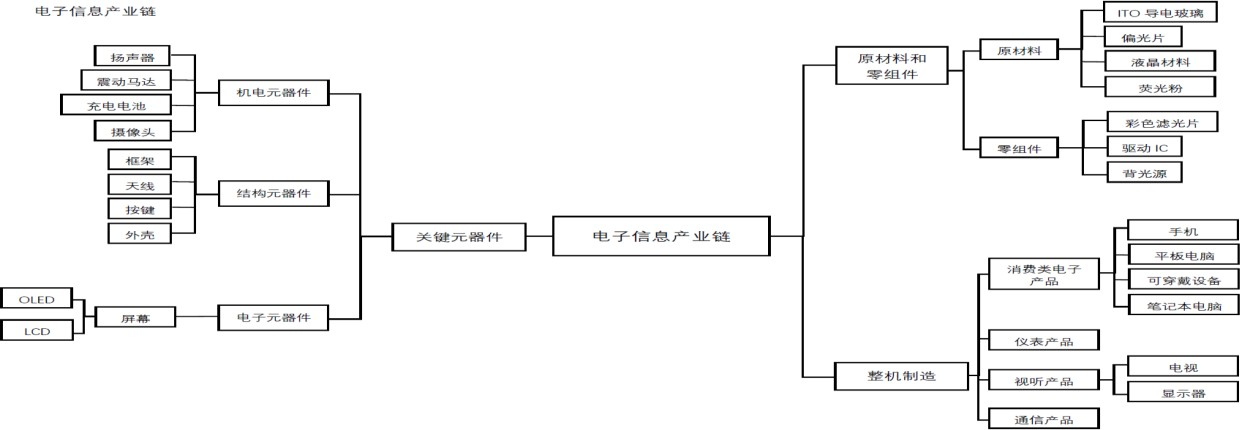 电子信息产业链
扬声器
震动马达
充电电池
摄像头
机电元器件
框架
天线
按键
外壳
结构元器件
OLED
LCD
屏幕
电子元器件
关键元器件
电子信息产业链
原材料和
零组件
原材料
ITO 导电玻璃
偏光片
液晶材料
荧光粉
零组件
彩色滤光片
驱动 IC
背光源
整机制造
消费类电子
产品
手机
平板电脑
可穿戴设备
笔记本电脑
仪表产品
视听产品
电视
显示器
通信产品